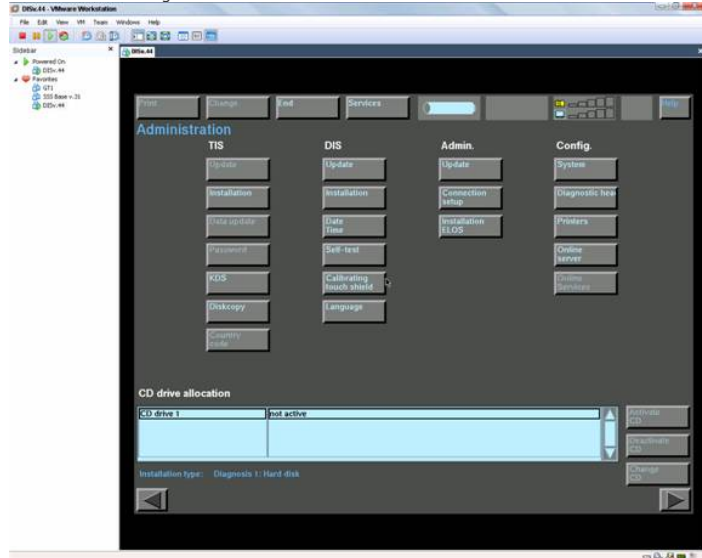 DISv.44 - VMware Workstation
File Edit View VM Team Windows Help
Sidebar
Powered On
DISv.44
Favorites
GT1
SSS Base v.31
DISv.44
DISv.44
Print Change End Services Help
Administration
TIS DIS Admin. Config.
Update Update Update System
Installation Installation Connection setup Diagnostic head
Data update Date Time Installation ELOS Printers
Password Self-test Online server
KDS Calibrating touch shield Online Services
Diskcopy Language
Country code
CD drive allocation
CD drive 1 not active
Activate CD
Deactivate CD
Change CD
Installation type: Diagnosis 1: Hard disk